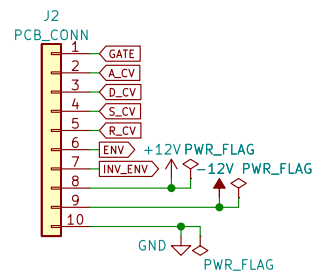 J2
PCB_CONN
1 GATE
2 A_CV
3 D_CV
4 S_CV
5 R_CV
6 ENV +12V PWR_FLAG
7 INV_ENV -12V PWR_FLAG
8
9
10
GND
PWR_FLAG